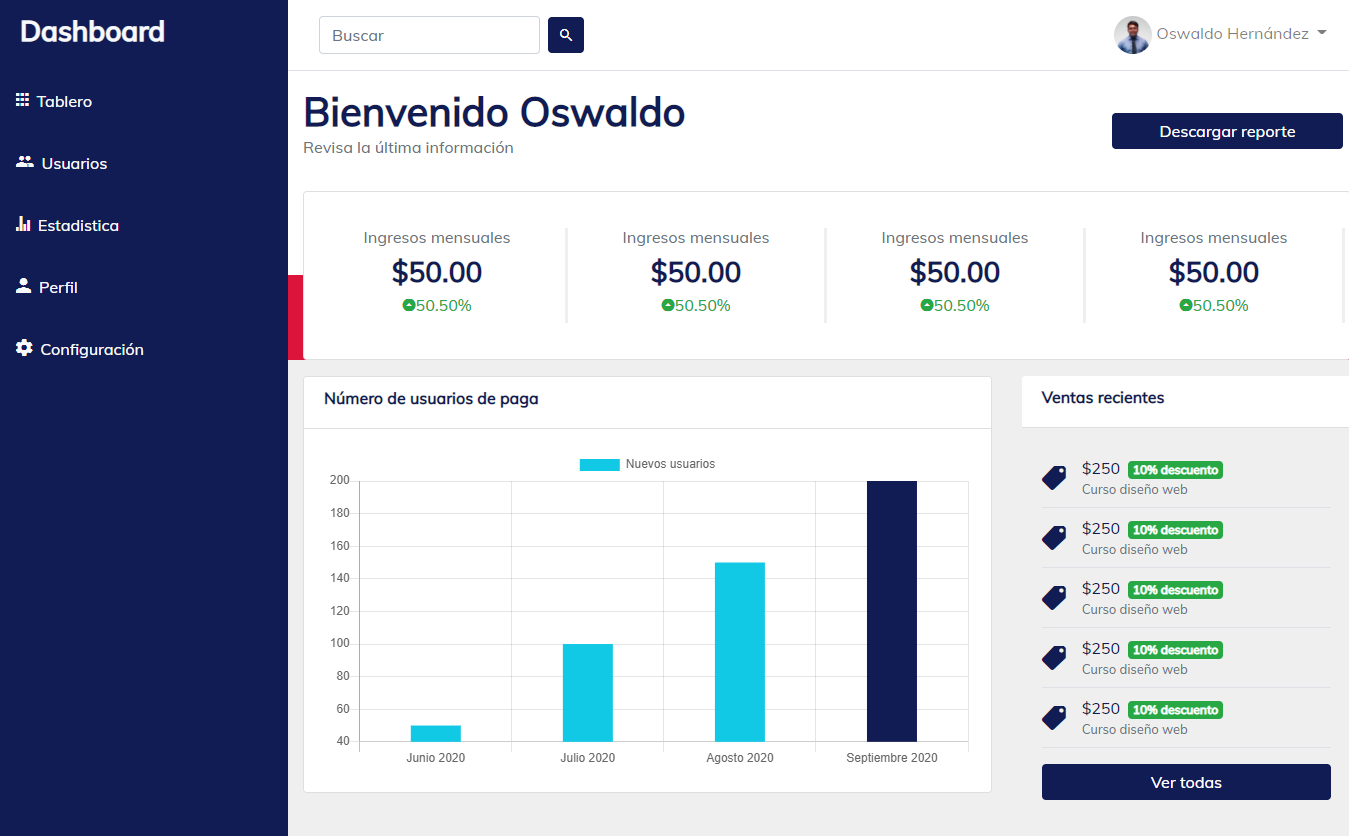 Dashboard
Tablero
Usuarios
Estadistica
Perfil
Configuración
Buscar
Oswaldo Hernández
Bienvenido Oswaldo
Revisa la última información
Descargar reporte
Ingresos mensuales
$50.00
50.50%
Ingresos mensuales
$50.00
50.50%
Ingresos mensuales
$50.00
50.50%
Ingresos mensuales
$50.00
50.50%
Número de usuarios de paga
Nuevos usuarios
200
180
160
140
120
100
80
60
40
Junio 2020
Julio 2020
Agosto 2020
Septiembre 2020
Ventas recientes
$250 10% descuento
Curso diseño web
$250 10% descuento
Curso diseño web
$250 10% descuento
Curso diseño web
$250 10% descuento
Curso diseño web
$250 10% descuento
Curso diseño web
Ver todas